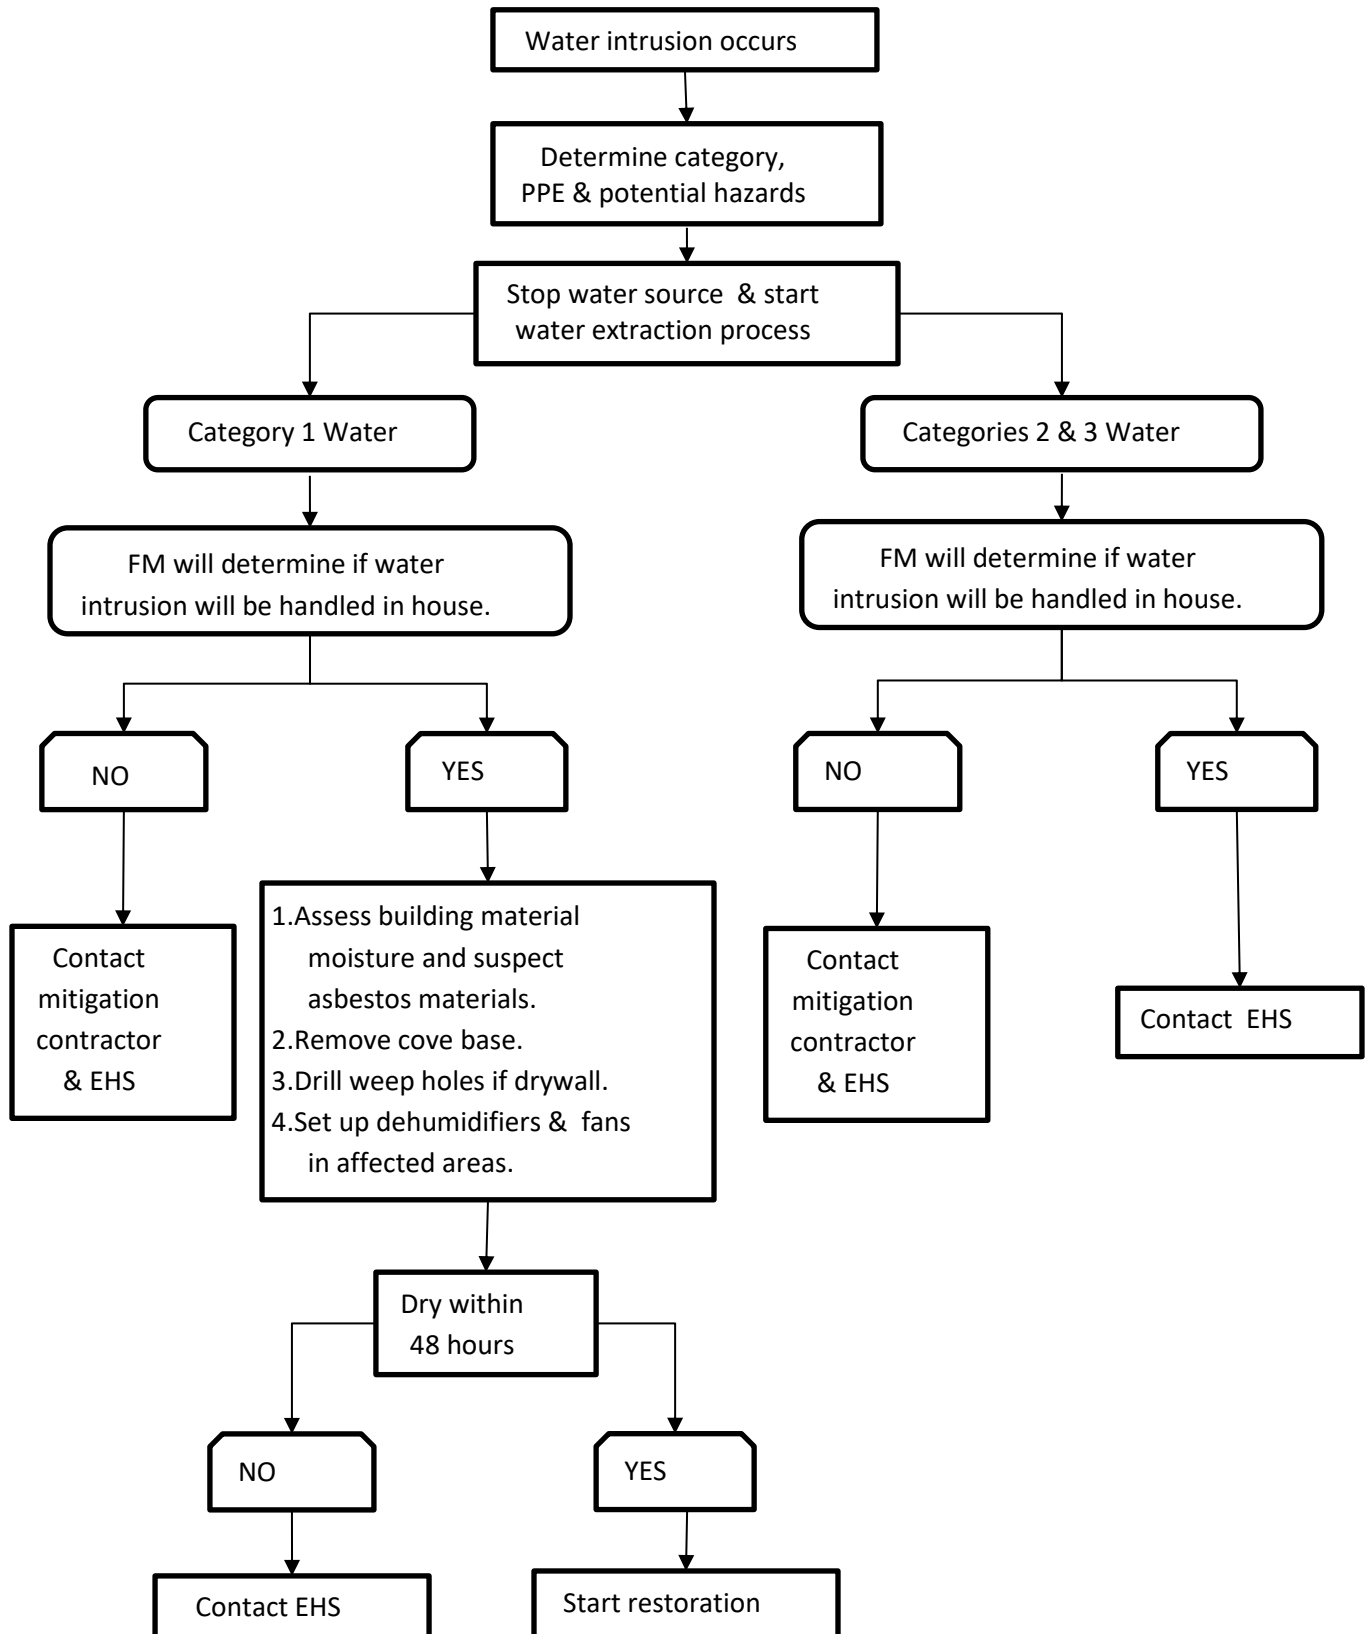 Water intrusion occurs
Determine category,
PPE & potential hazards
Stop water source & start
water extraction process
Category 1 Water
Categories 2 & 3 Water
FM will determine if water
intrusion will be handled in house.
FM will determine if water
intrusion will be handled in house.
NO
YES
NO
YES
Contact
mitigation
contractor
& EHS
1.Assess building material
moisture and suspect
asbestos materials.
2.Remove cove base.
3.Drill weep holes if drywall.
4.Set up dehumidifiers & fans
in affected areas.
Contact
mitigation
contractor
& EHS
Contact EHS
Dry within
48 hours
NO
YES
Contact EHS
Start restoration